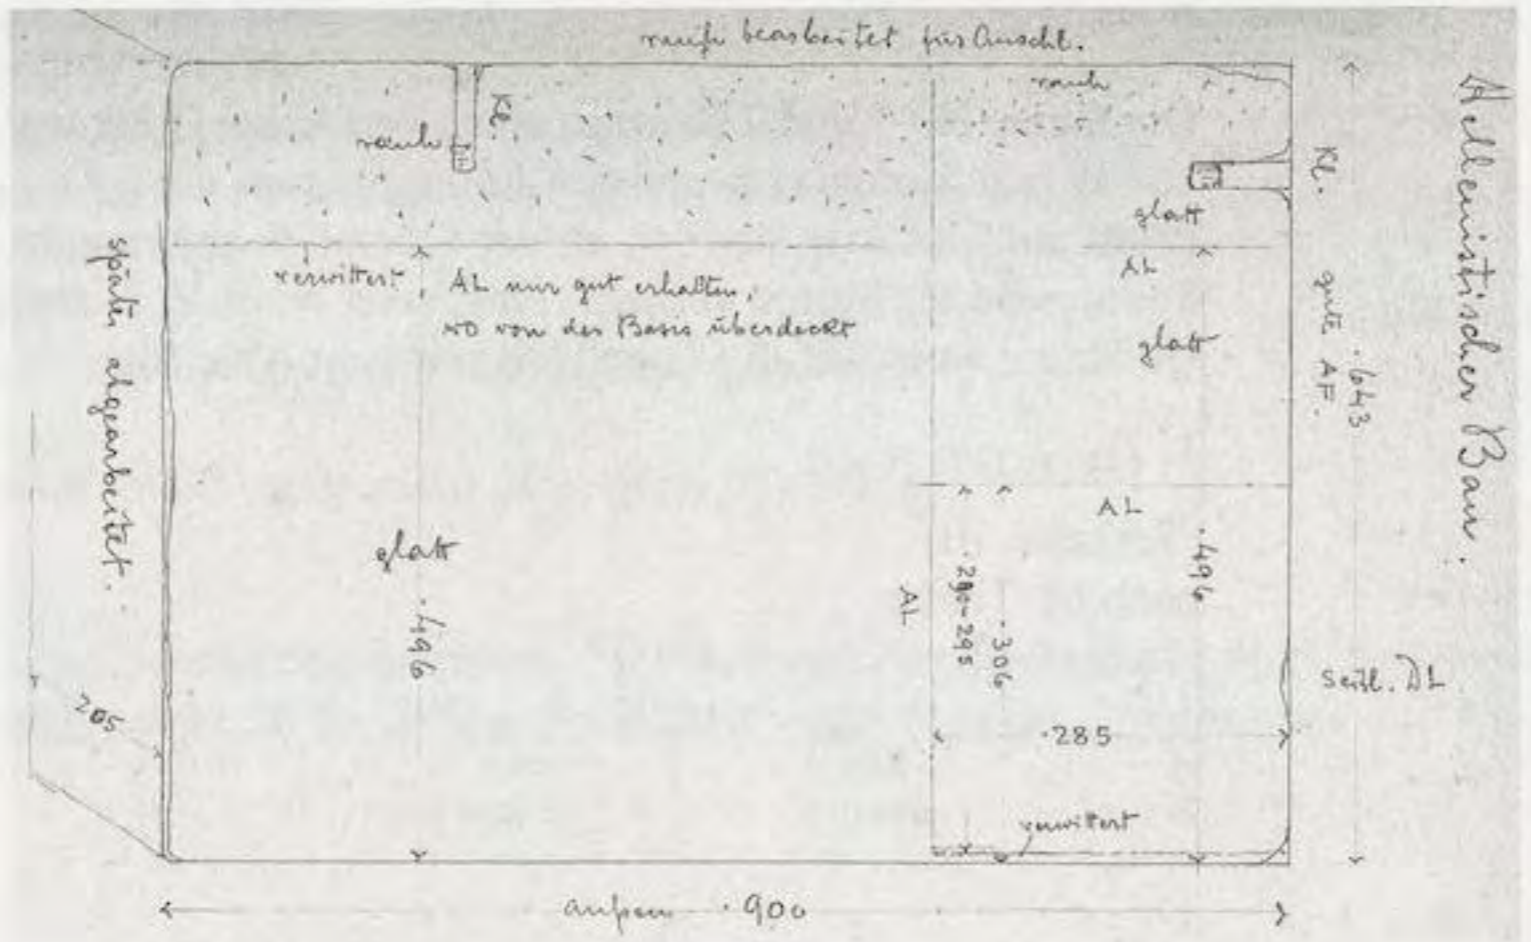 rauh bearbeitet fürs Anschl.
rauh
Kl.
rauh
Kl.
glatt
Hellenistischer Bau.
verwittert, AL nur gut erhalten,
wo von der Basis überdeckt
AL
glatt
gute AF.
.643
später abgearbeitet.
glatt
.496
AL
AL
.290-295
.306
.496
Seitl. DL
205
.285
verwittert
außen .900